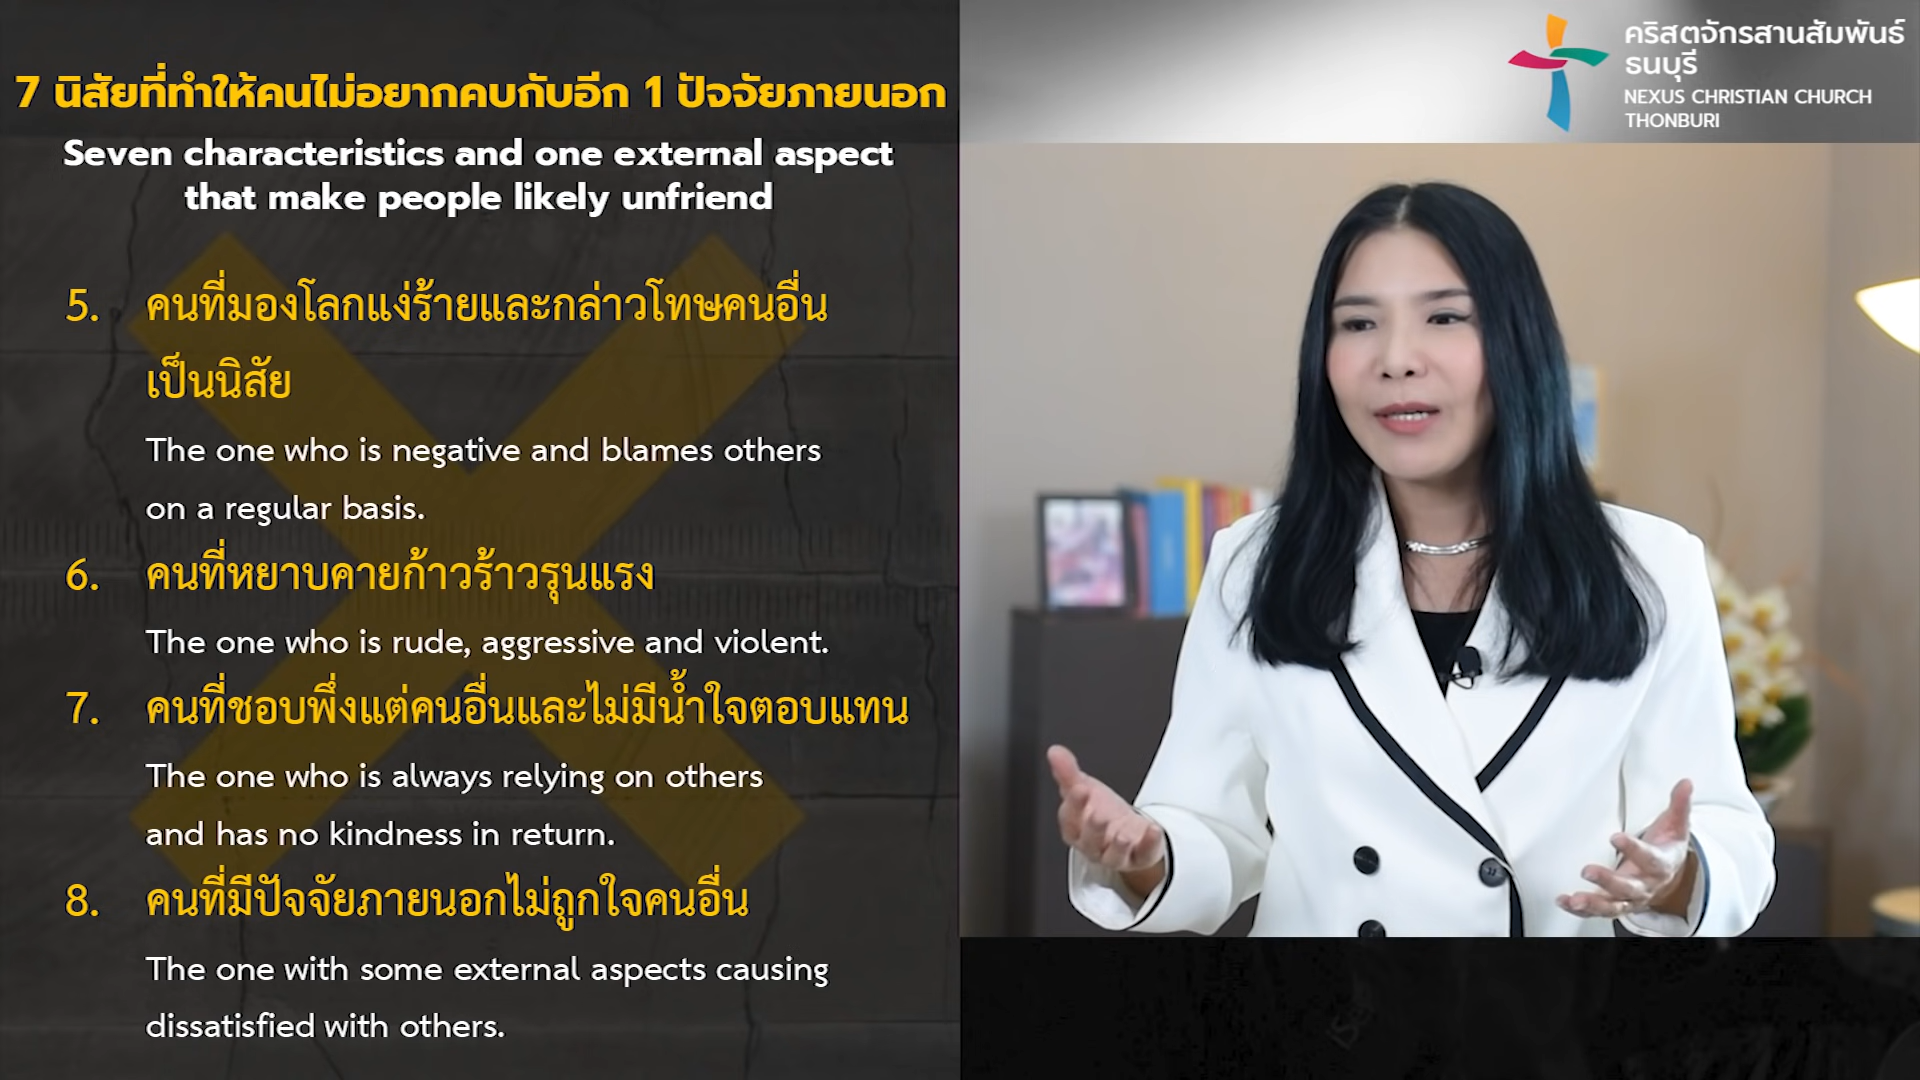 7 นิสัยที่ทำให้คนไม่อยากคบกับอีก 1 ปัจจัยภายนอก
Seven characteristics and one external aspect
that make people likely unfriend
5. คนที่มองโลกแง่ร้ายและกล่าวโทษคนอื่น
เป็นนิสัย
The one who is negative and blames others
on a regular basis.
6. คนที่หยาบคายก้าวร้าวรุนแรง
The one who is rude, aggressive and violent.
7. คนที่ชอบพึ่งแต่คนอื่นและไม่มีน้ำใจตอบแทน
The one who is always relying on others
and has no kindness in return.
8. คนที่มีปัจจัยภายนอกไม่ถูกใจคนอื่น
The one with some external aspects causing
dissatisfied with others.
คริสตจักรสานสัมพันธ์
ธนบุรี
NEXUS CHRISTIAN CHURCH
THONBURI